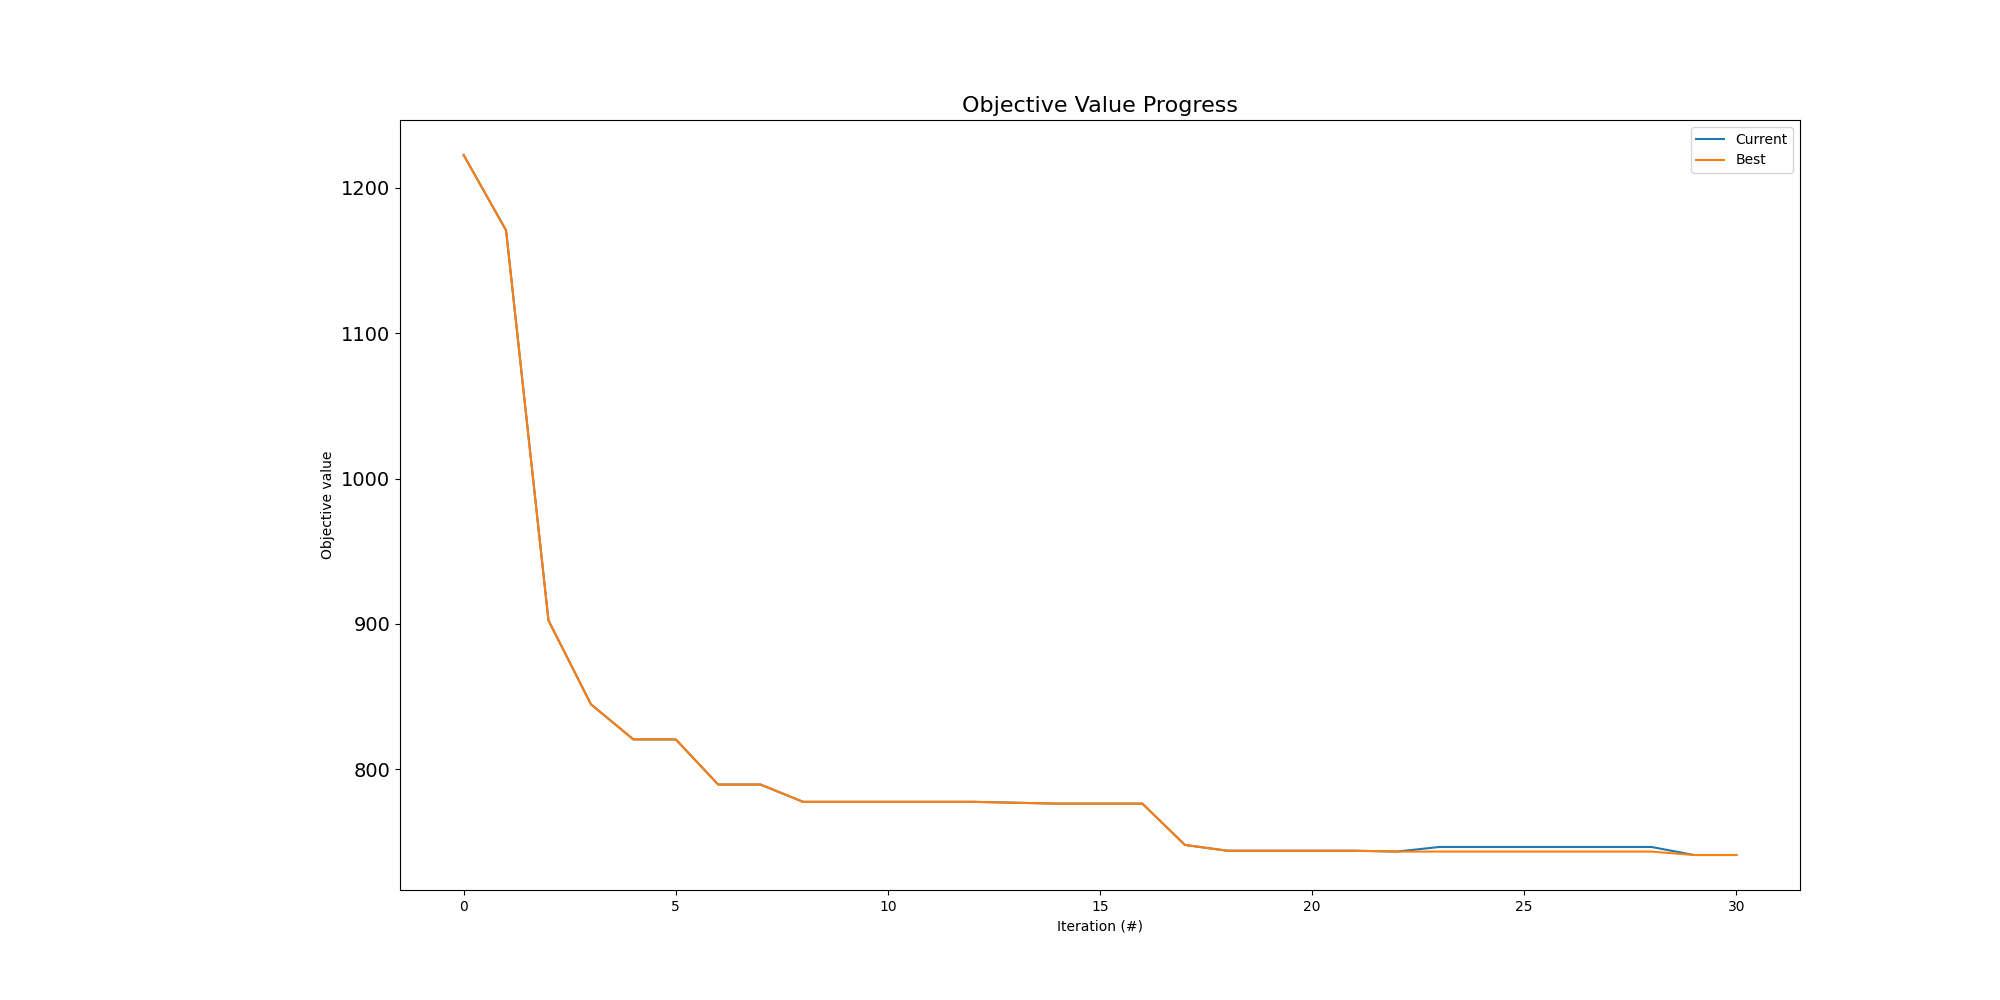 Objective Value Progress
Current
Best
1200
1100
1000
900
800
Objective value
0 5 10 15 20 25 30
Iteration (#)